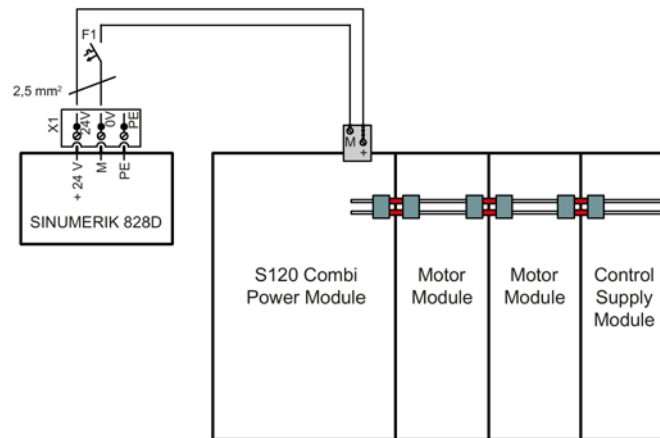 F1
2,5 mm²
X1
24V
0V
PE
+ 24 V
M
PE
SINUMERIK 828D
M
+
S120 Combi
Power Module
Motor
Module
Motor
Module
Control
Supply
Module